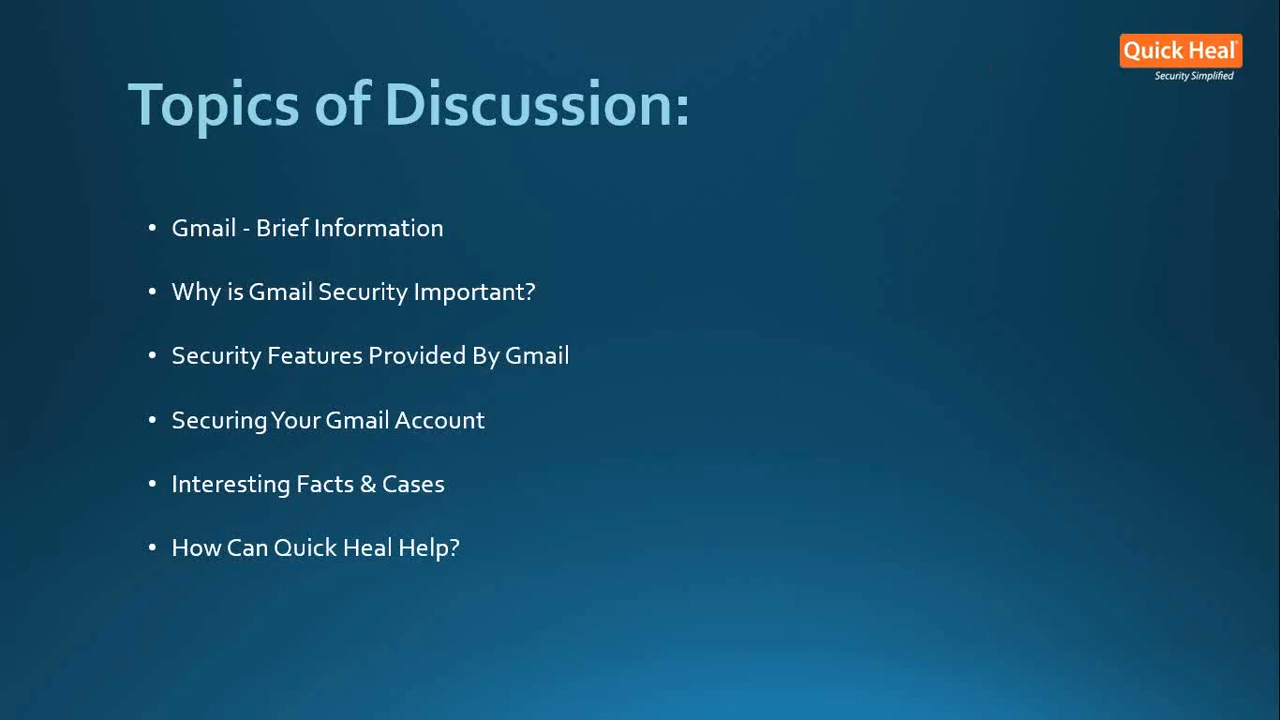 Quick Heal
Security Simplified
Topics of Discussion:
• Gmail - Brief Information
• Why is Gmail Security Important?
• Security Features Provided By Gmail
• Securing Your Gmail Account
• Interesting Facts & Cases
• How Can Quick Heal Help?